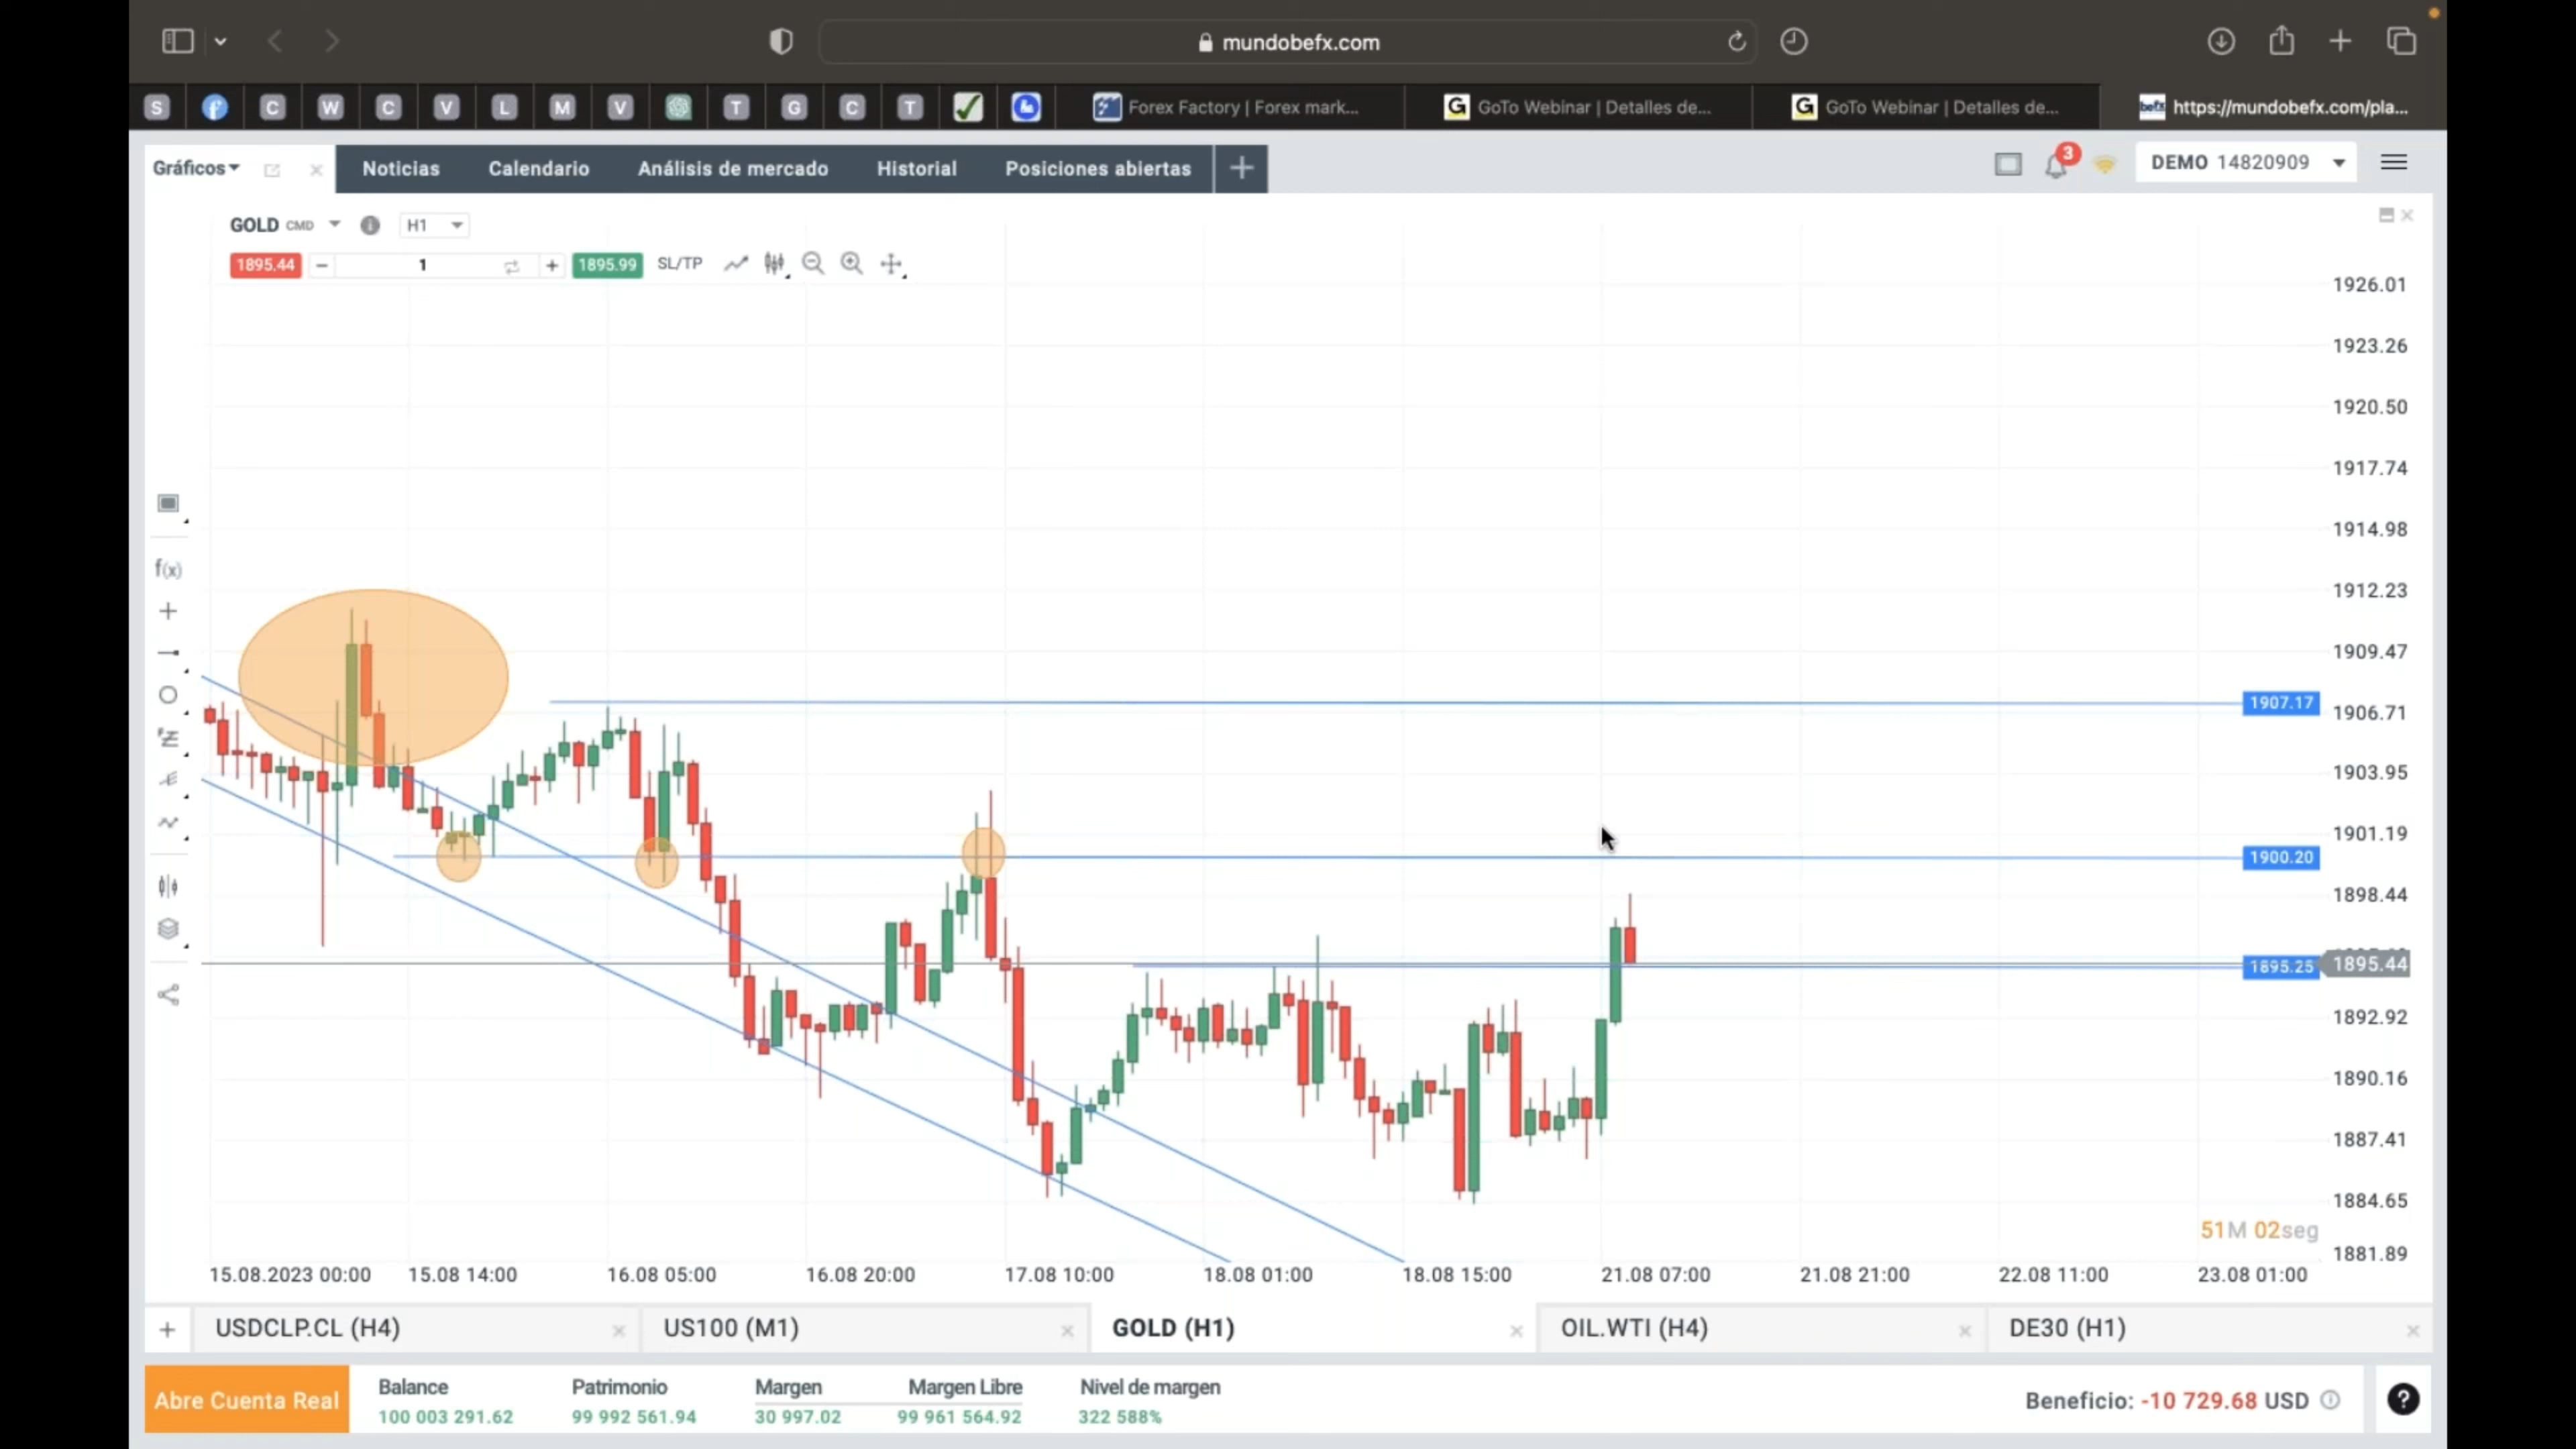 mundobefx.com
S C W C V L M V T G C T Forex Factory | Forex mark... GoTo Webinar | Detalles de... GoTo Webinar | Detalles de... befx https://mundobefx.com/pla...
Gráficos Noticias Calendario Análisis de mercado Historial Posiciones abiertas 3 DEMO 14820909
GOLD CMD H1
1895.44 1 1895.99 SL/TP
1926.01
1923.26
1920.50
1917.74
1914.98
f(x)
1912.23
1909.47
1907.17
1906.71
1903.95
1901.19
1900.20
1898.44
1895.25 1895.44
1892.92
1890.16
1887.41
1884.65
51M 02seg
1881.89
15.08.2023 00:00 15.08 14:00 16.08 05:00 16.08 20:00 17.08 10:00 18.08 01:00 18.08 15:00 21.08 07:00 21.08 21:00 22.08 11:00 23.08 01:00
USDCLP.CL (H4) US100 (M1) GOLD (H1) OIL.WTI (H4) DE30 (H1)
Abre Cuenta Real
Balance Patrimonio Margen Margen Libre Nivel de margen
100 003 291.62 99 992 561.94 30 997.02 99 961 564.92 322 588%
Beneficio: -10 729.68 USD